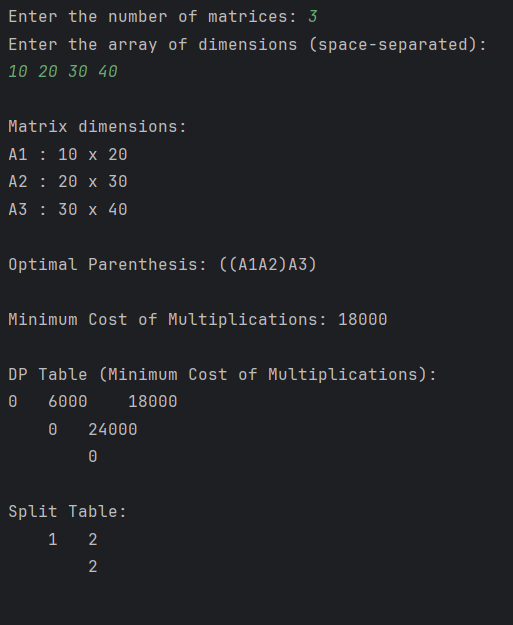 Enter the number of matrices: 3
Enter the array of dimensions (space-separated):
10 20 30 40
Matrix dimensions:
A1 : 10 x 20
A2 : 20 x 30
A3 : 30 x 40
Optimal Parenthesis: ((A1A2)A3)
Minimum Cost of Multiplications: 18000
DP Table (Minimum Cost of Multiplications):
0   6000    18000
    0   24000
        0
Split Table:
    1   2
        2